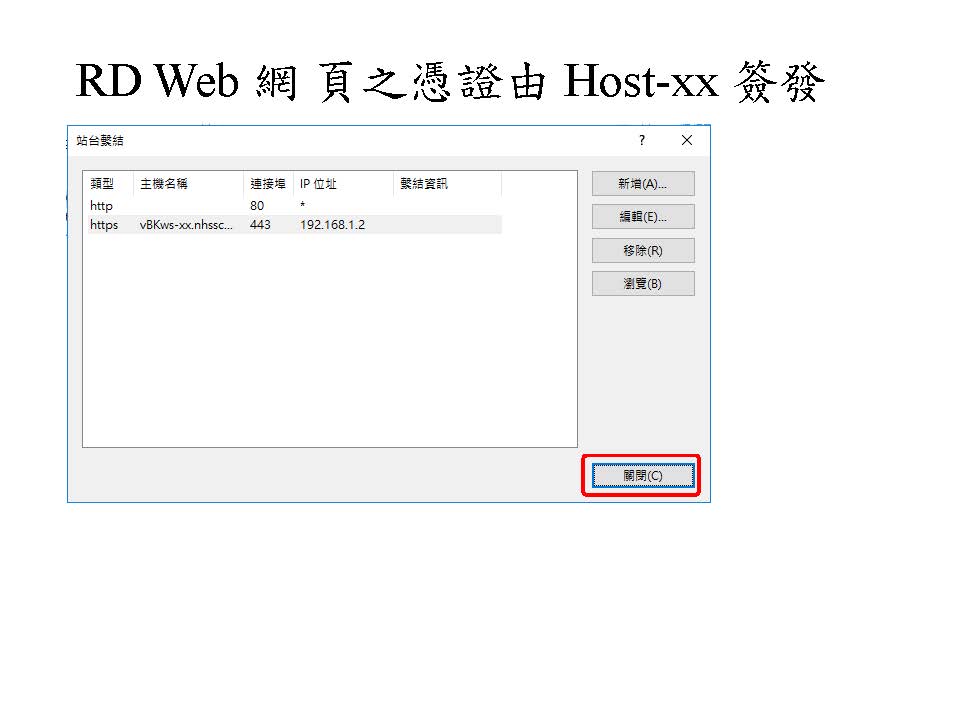 RD Web 網 頁之憑證由 Host-xx 簽發
站台繫結 ?
類型 主機名稱 連接埠 IP 位址 繫結資訊
http 80 *
https vBKws-xx.nhssc... 443 192.168.1.2
新增(A)...
編輯(E)...
移除(R)
瀏覽(B)
關閉(C)